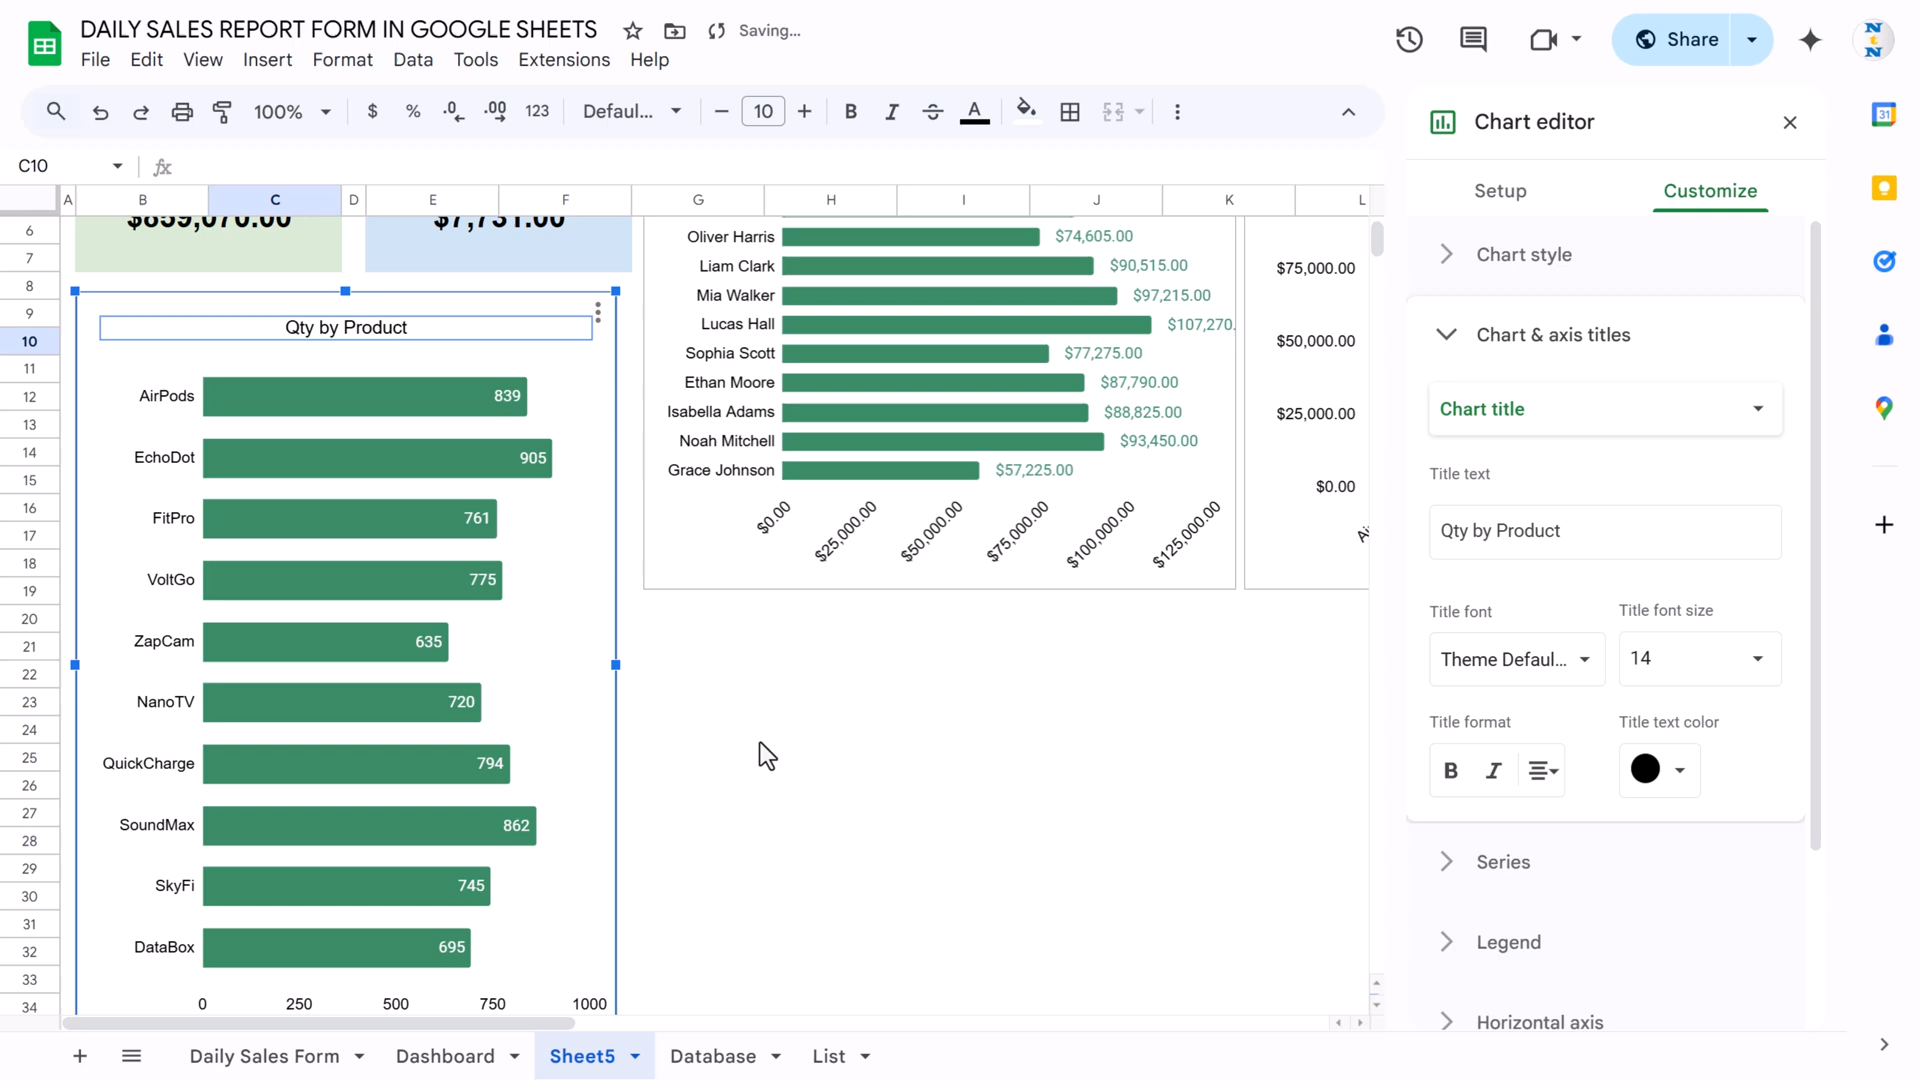 DAILY SALES REPORT FORM IN GOOGLE SHEETS
Saving...
File Edit View Insert Format Data Tools Extensions Help
Share
100% $ % .0 .00 123 Defaul... 10 B I A
C10 fx
A B C D E F G H I J K L
6
7
8
9
10
11
12
13
14
15
16
17
18
19
20
21
22
23
24
25
26
27
28
29
30
31
32
33
34
$859,070.00
$7,731.00
Qty by Product
AirPods 839
EchoDot 905
FitPro 761
VoltGo 775
ZapCam 635
NanoTV 720
QuickCharge 794
SoundMax 862
SkyFi 745
DataBox 695
0 250 500 750 1000
Oliver Harris $74,605.00
Liam Clark $90,515.00
Mia Walker $97,215.00
Lucas Hall $107,270.
Sophia Scott $77,275.00
Ethan Moore $87,790.00
Isabella Adams $88,825.00
Noah Mitchell $93,450.00
Grace Johnson $57,225.00
$0.00 $25,000.00 $50,000.00 $75,000.00 $100,000.00 $125,000.00
$75,000.00
$50,000.00
$25,000.00
$0.00
Chart editor
Setup Customize
Chart style
Chart & axis titles
Chart title
Title text
Qty by Product
Title font
Title font size
Theme Defaul...
14
Title format
Title text color
B I
Series
Legend
Horizontal axis
31
Daily Sales Form Dashboard Sheet5 Database List